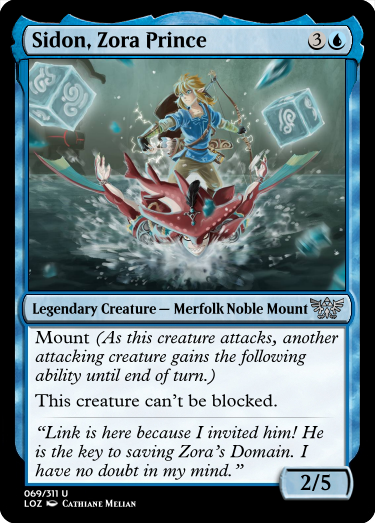 Sidon, Zora Prince 3
Legendary Creature — Merfolk Noble Mount
Mount (As this creature attacks, another
attacking creature gains the following
ability until end of turn.)
This creature can't be blocked.
“Link is here because I invited him! He
is the key to saving Zora's Domain. I
have no doubt in my mind.”
2/5
069/311 U
LOZ Cathiane Melian